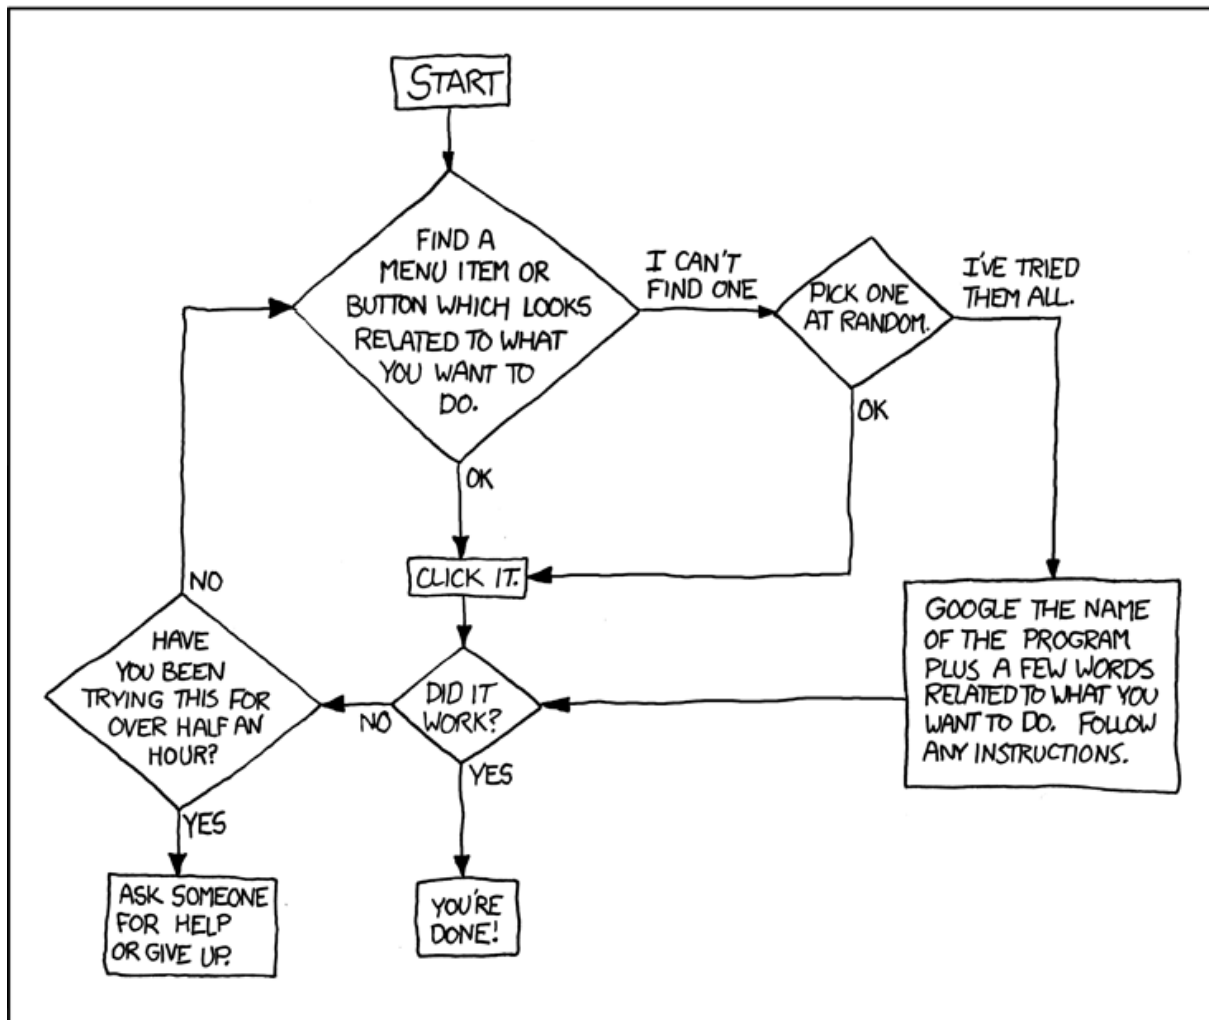 START
FIND A
MENU ITEM OR
BUTTON WHICH LOOKS
RELATED TO WHAT
YOU WANT TO
DO.
I CAN'T
FIND ONE
PICK ONE
AT RANDOM.
I'VE TRIED
THEM ALL.
OK
OK
CLICK IT.
GOOGLE THE NAME
OF THE PROGRAM
PLUS A FEW WORDS
RELATED TO WHAT YOU
WANT TO DO. FOLLOW
ANY INSTRUCTIONS.
DID IT
WORK?
NO
YES
HAVE
YOU BEEN
TRYING THIS FOR
OVER HALF AN
HOUR?
NO
YES
ASK SOMEONE
FOR HELP
OR GIVE UP.
YOU'RE
DONE!